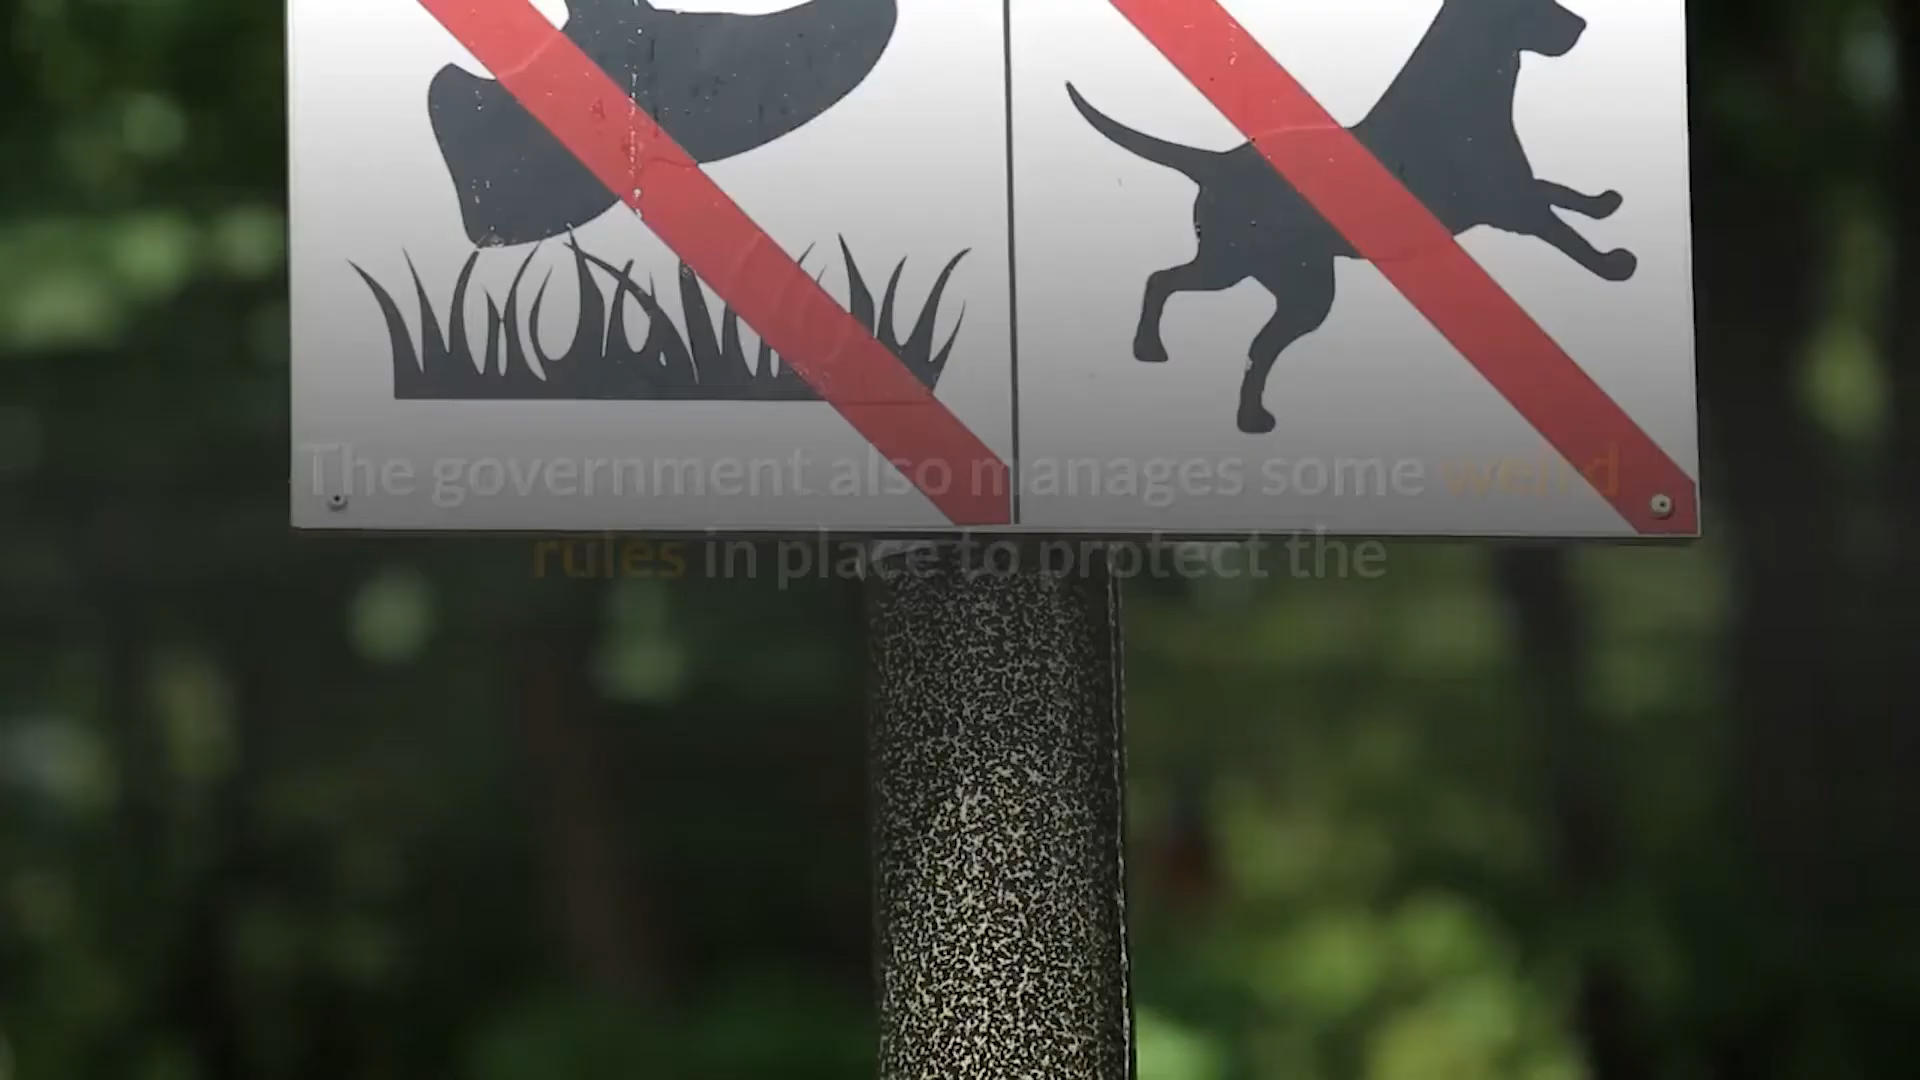 The government also manages some weird
rules in place to protect the